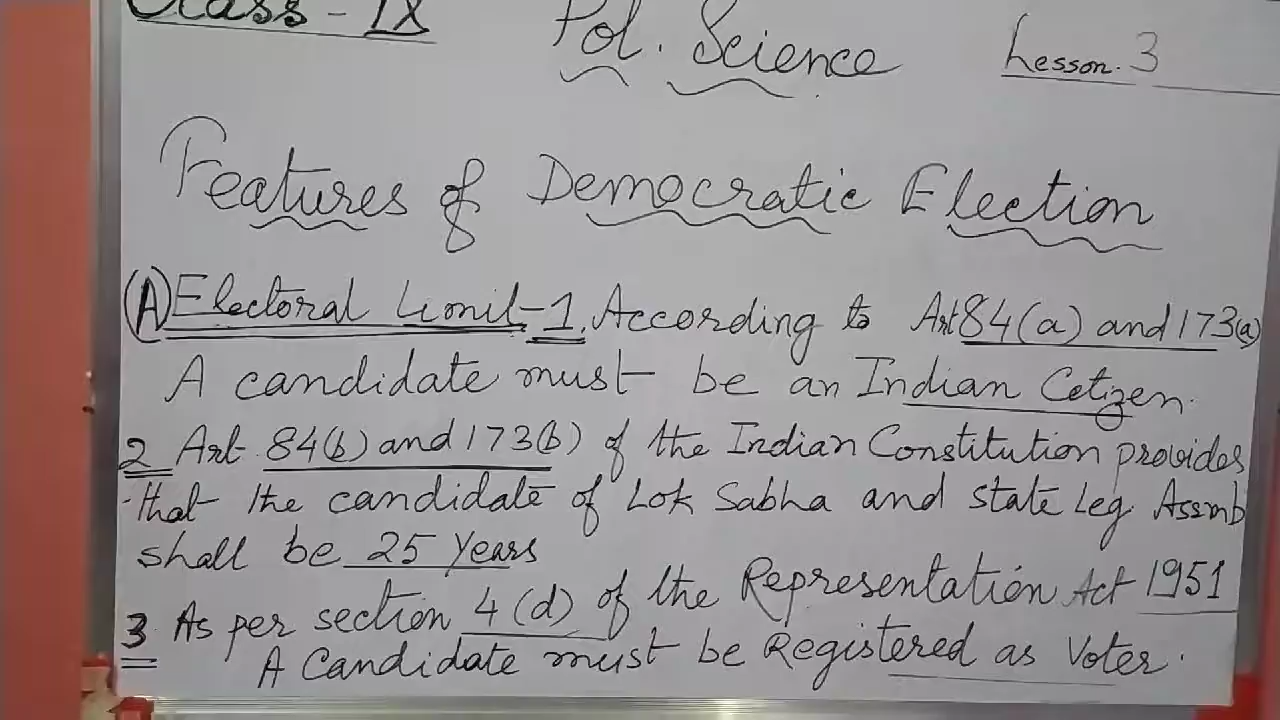 Class - IX
Pol. Science
Lesson. 3
Features of Democratic Election
(A) Electoral Limit-1. According to Art 84(a) and 173(a)
A candidate must be an Indian Cetizen.
2 Art. 84(b) and 173(b) of the Indian Constitution provides
that the candidate of Lok Sabha and state Leg. Assmb
shall be 25 years
3 As per section 4(d) of the Representation Act 1951
A Candidate must be Registered as Voter.